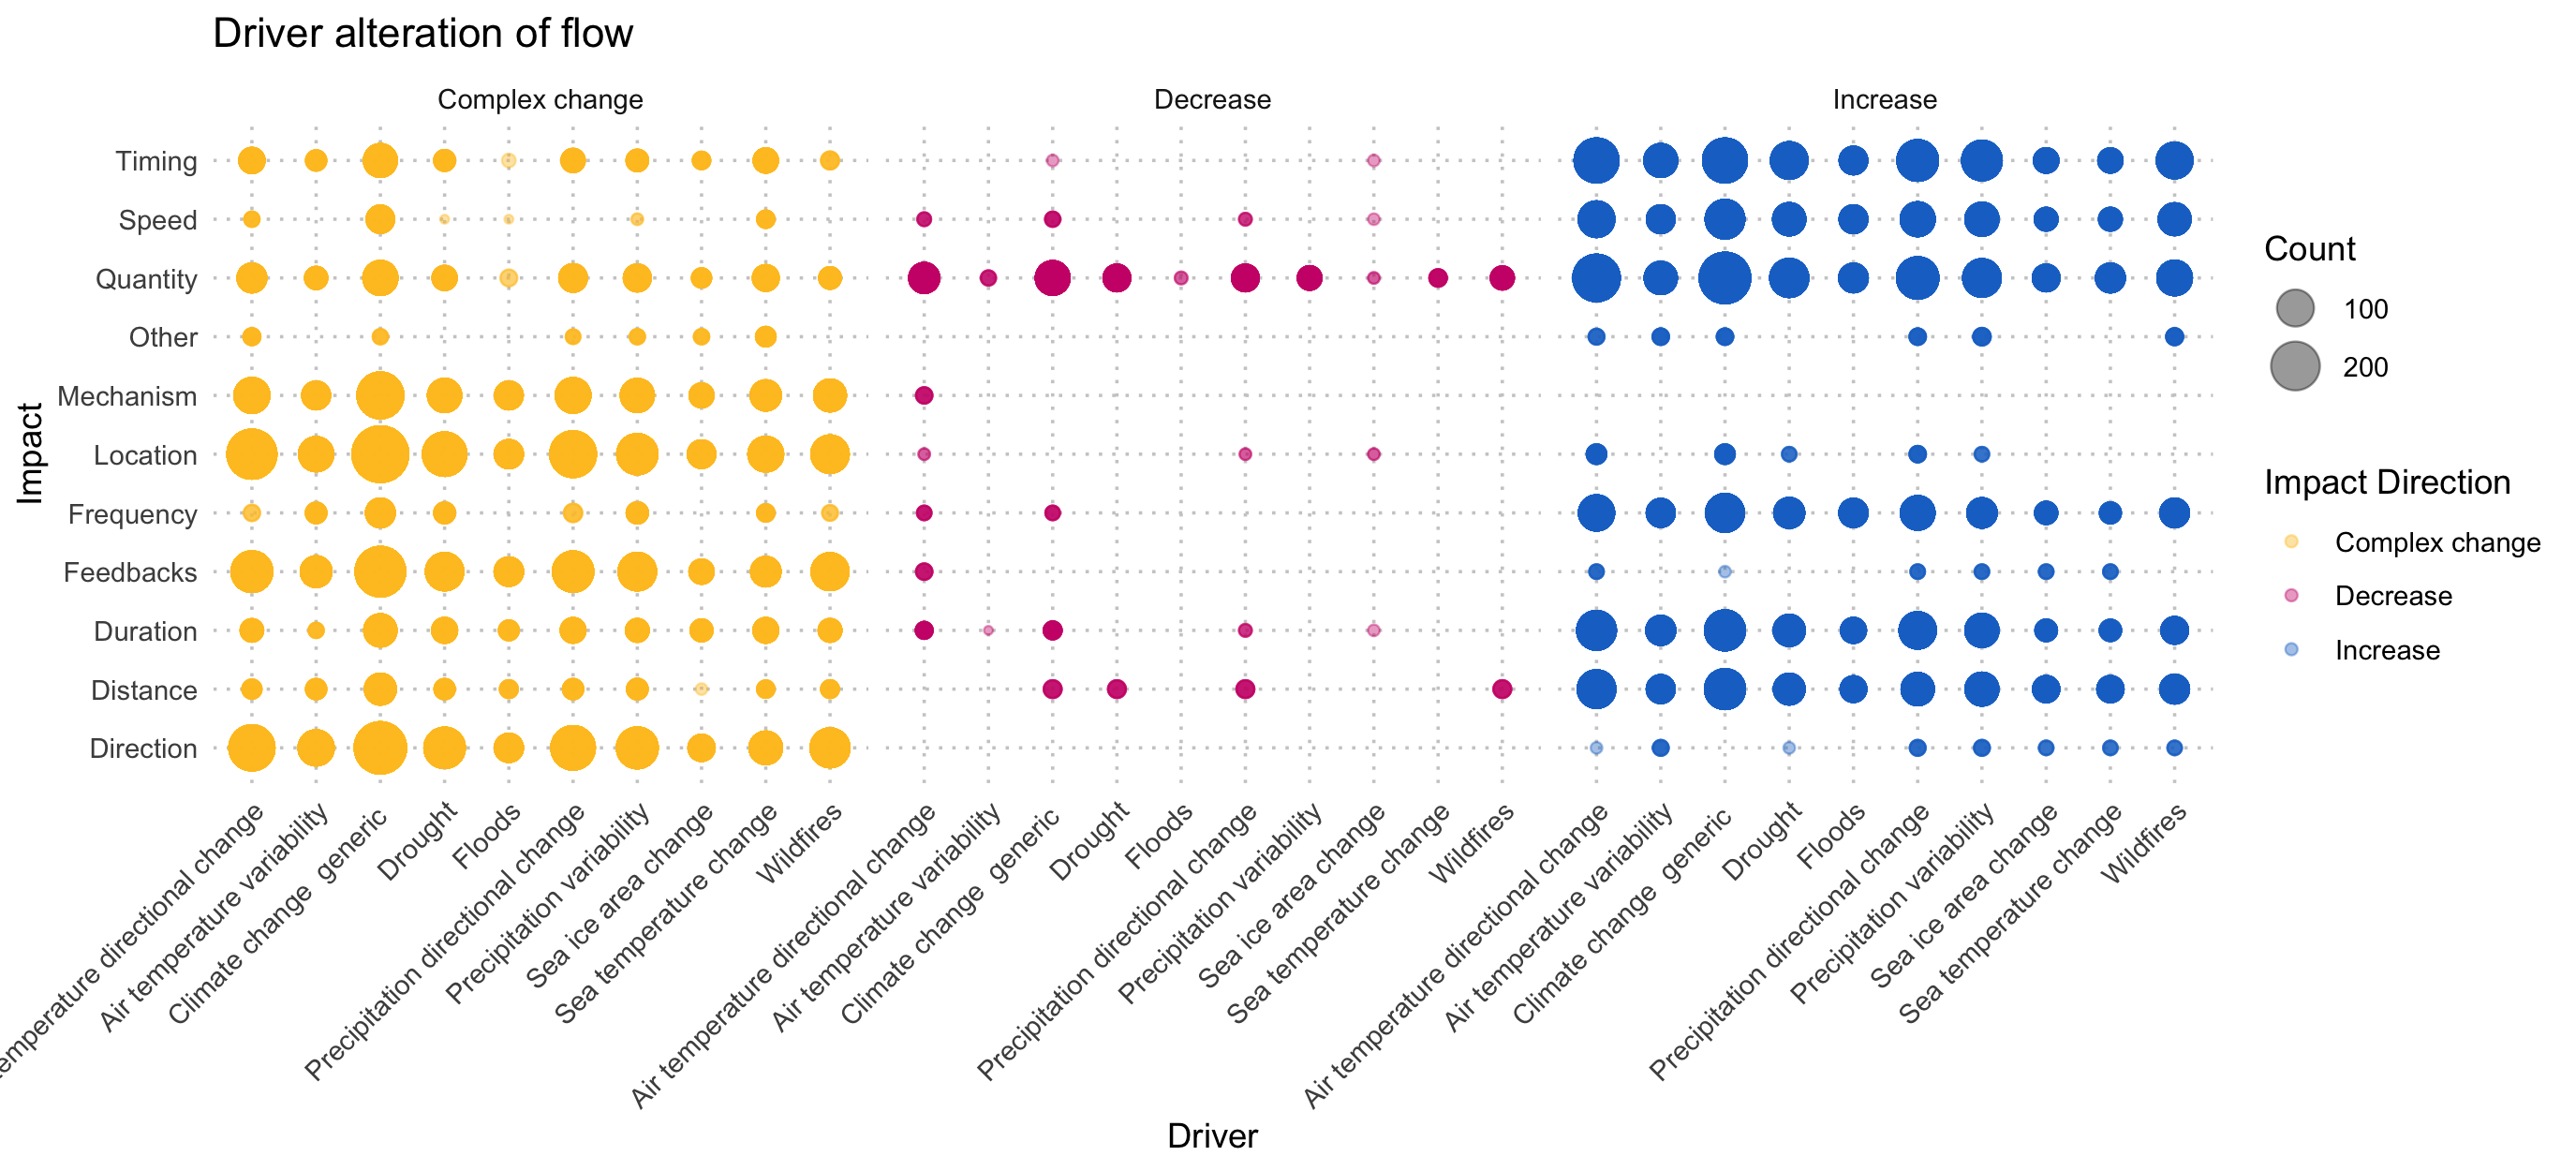 Driver alteration of flow
Complex change
Decrease
Increase
Impact
Timing
Speed
Quantity
Other
Mechanism
Location
Frequency
Feedbacks
Duration
Distance
Direction
temperature directional change
Air temperature variability
Climate change  generic
Drought
Floods
Precipitation directional change
Precipitation variability
Sea ice area change
Sea temperature change
Wildfires
Air temperature directional change
Air temperature variability
Climate change  generic
Drought
Floods
Precipitation directional change
Precipitation variability
Sea ice area change
Sea temperature change
Wildfires
Air temperature directional change
Air temperature variability
Climate change  generic
Drought
Floods
Precipitation directional change
Precipitation variability
Sea ice area change
Sea temperature change
Wildfires
Driver
Count
100
200
Impact Direction
Complex change
Decrease
Increase